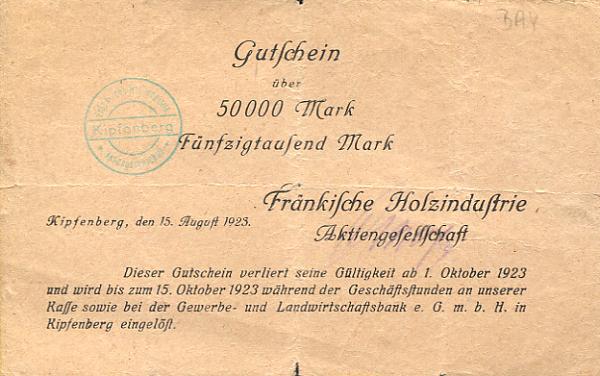 BAY
Gutſchein
über
50000 Mark
Kipfenberg
Fünfzigtauſend Mark
Fränkiſche Holzinduſtrie
Kipfenberg, den 15. Auguſt 1923.
Aktiengeſellſchaft
Dieser Gutschein verliert seine Gültigkeit ab 1. Oktober 1923
und wird bis zum 15. Oktober 1923 während der Geſchäftsſtunden an unserer
Kaſſe sowie bei der Gewerbe- und Landwirtschaftsbank e. G. m. b. H. in
Kipfenberg eingelöſt.